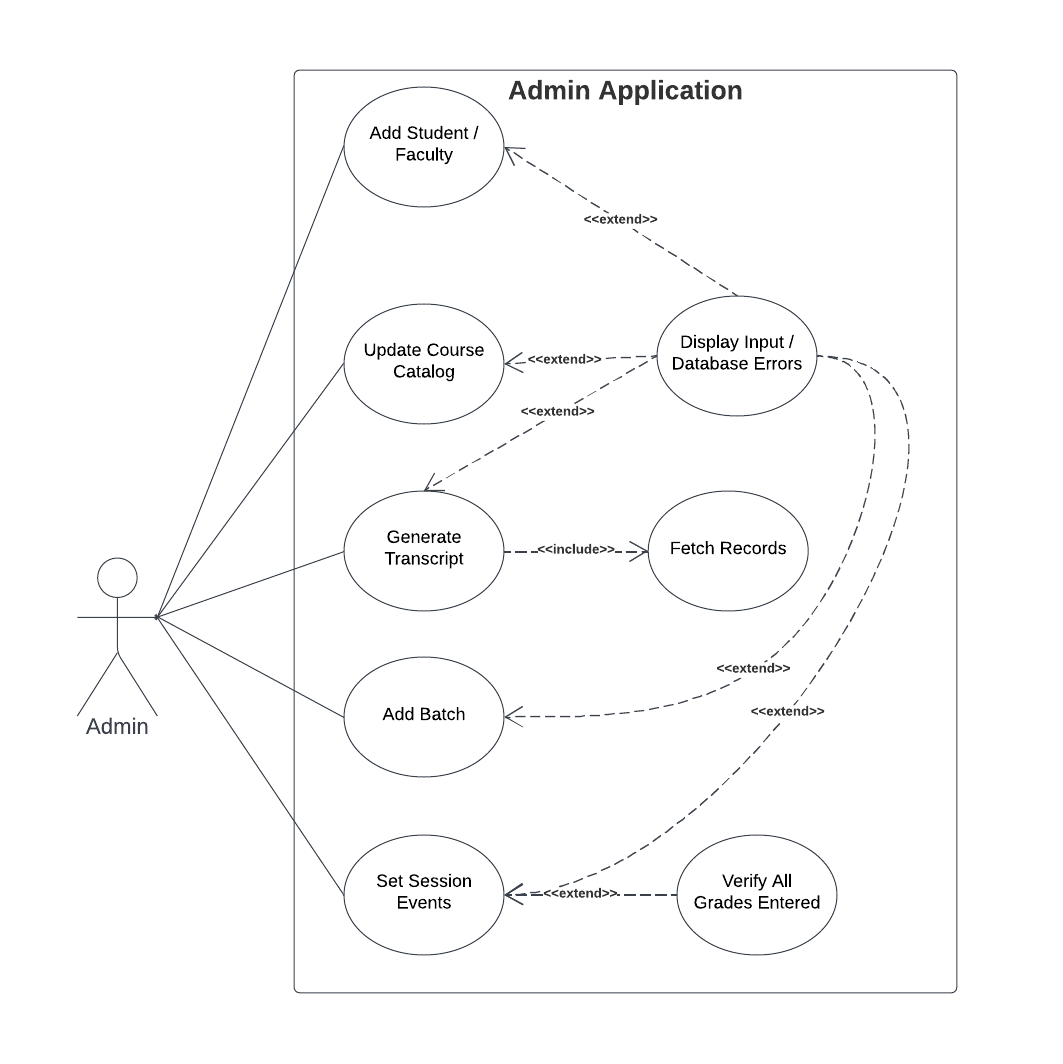 Admin Application
Add Student /
Faculty
<<extend>>
Update Course
Catalog
<<extend>>
Display Input /
Database Errors
<<extend>>
Generate
Transcript
<<include>>
Fetch Records
Admin
Add Batch
<<extend>>
<<extend>>
Set Session
Events
<<extend>>
Verify All
Grades Entered